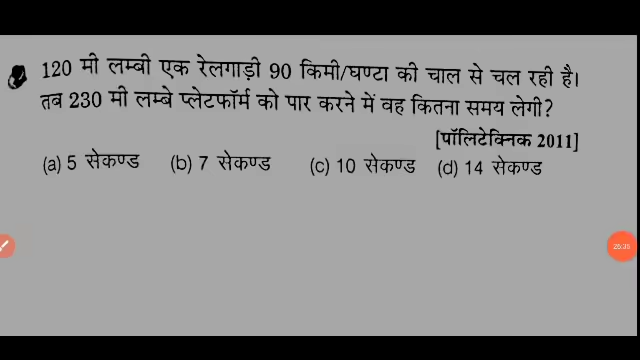 120 मी लम्बी एक रेलगाड़ी 90 किमी/घण्टा की चाल से चल रही है।
तब 230 मी लम्बे प्लेटफॉर्म को पार करने में वह कितना समय लेगी?
[पॉलिटेक्निक 2011]
(a) 5 सेकण्ड (b) 7 सेकण्ड (c) 10 सेकण्ड (d) 14 सेकण्ड